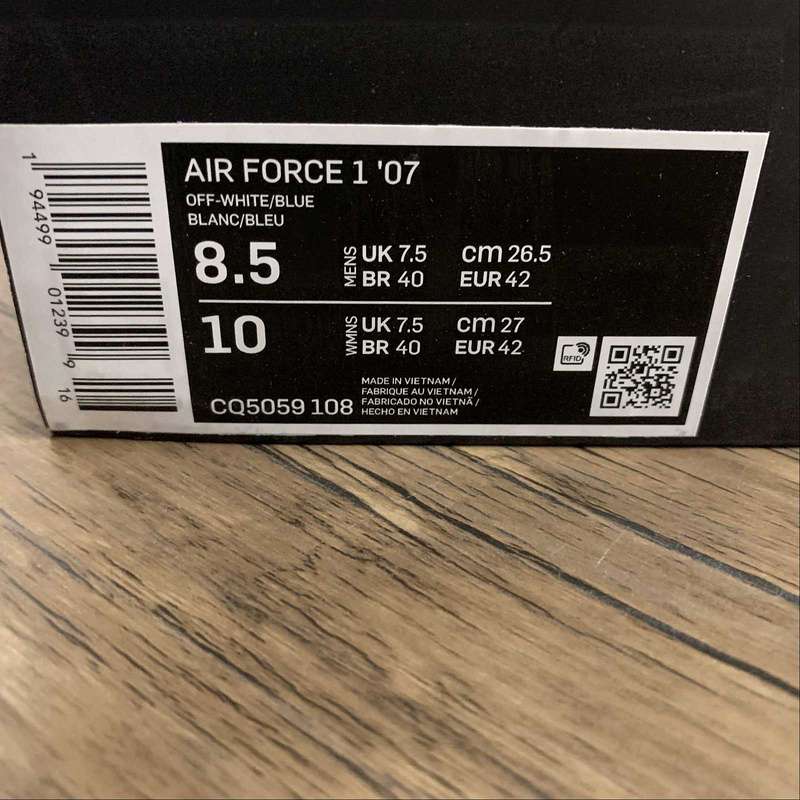 AIR FORCE 1 '07
OFF-WHITE/BLUE
BLANC/BLEU
8.5 MENS UK 7.5 cm 26.5
BR 40 EUR 42
10 WMNS UK 7.5 cm 27
BR 40 EUR 42
RFID
CQ5059 108
MADE IN VIETNAM /
FABRIQUE AU VIETNAM /
FABRICADO NO VIETNÃ /
HECHO EN VIETNAM
1 94499 01239 9 16